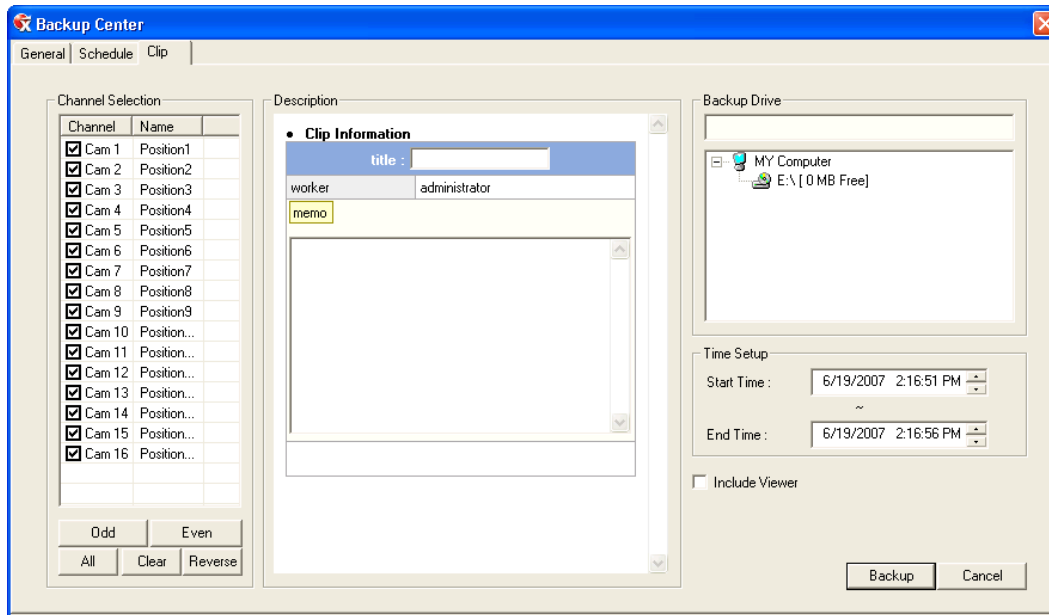 Backup Center
General Schedule Clip
Channel Selection
Channel Name
Cam 1 Position1
Cam 2 Position2
Cam 3 Position3
Cam 4 Position4
Cam 5 Position5
Cam 6 Position6
Cam 7 Position7
Cam 8 Position8
Cam 9 Position9
Cam 10 Position...
Cam 11 Position...
Cam 12 Position...
Cam 13 Position...
Cam 14 Position...
Cam 15 Position...
Cam 16 Position...
Odd Even
All Clear Reverse
Description
• Clip Information
title :
worker administrator
memo
Backup Drive
MY Computer
E:\ [ 0 MB Free]
Time Setup
Start Time : 6/19/2007 2:16:51 PM
~
End Time : 6/19/2007 2:16:56 PM
Include Viewer
Backup Cancel